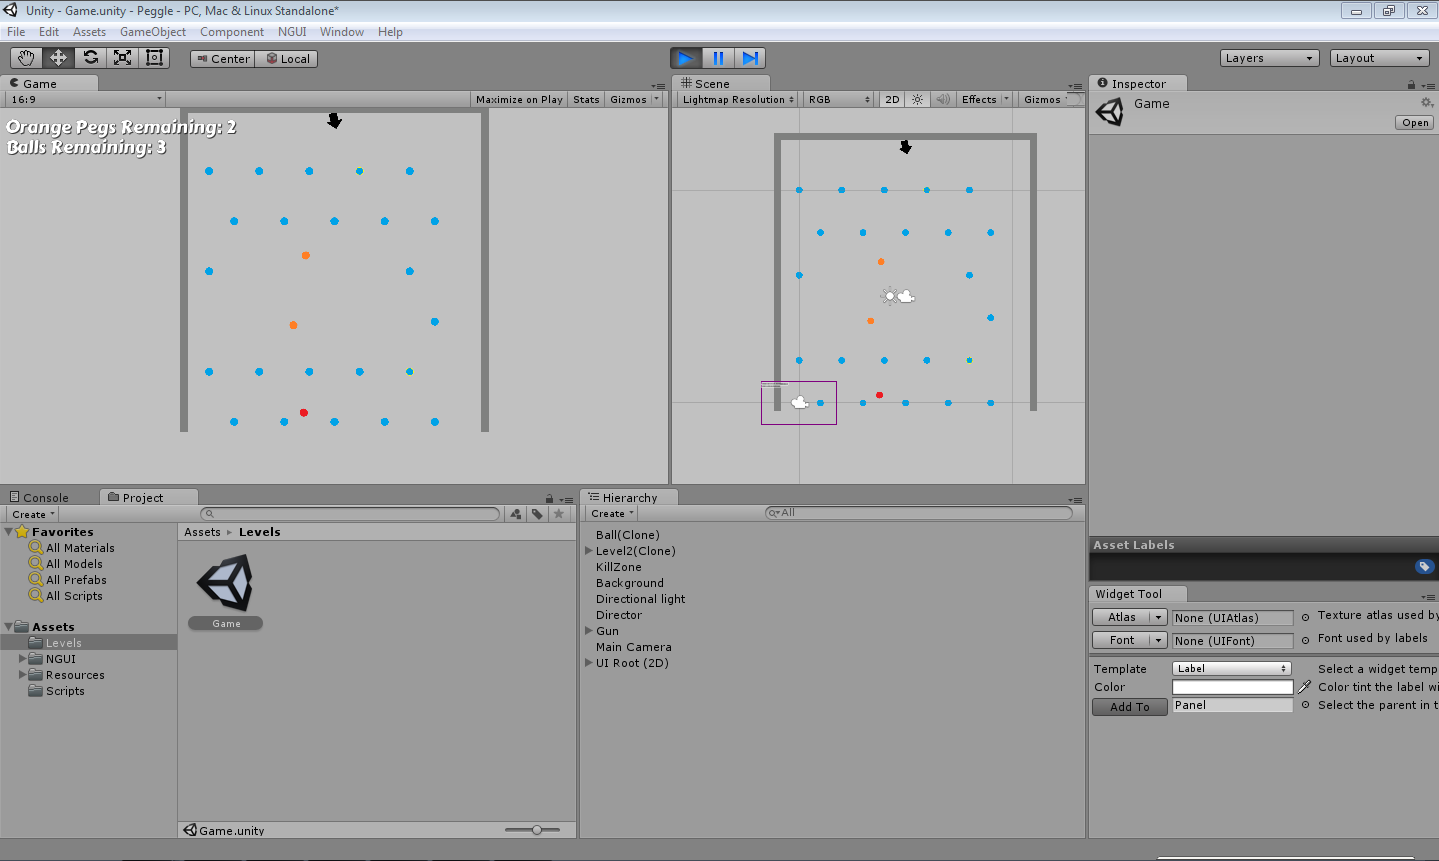 Unity - Game.unity - Peggle - PC, Mac & Linux Standalone*
File Edit Assets GameObject Component NGUI Window Help
Center Local Layers Layout
Game
16:9 Maximize on Play Stats Gizmos
Orange Pegs Remaining: 2
Balls Remaining: 3
Scene
Lightmap Resolution RGB 2D Effects Gizmos
Inspector
Game
Open
Console Project
Create
Favorites
All Materials
All Models
All Prefabs
All Scripts
Assets
Levels
NGUI
Resources
Scripts
Assets Levels
Game
Game.unity
Hierarchy
Create All
Ball(Clone)
Level2(Clone)
KillZone
Background
Directional light
Director
Gun
Main Camera
UI Root (2D)
Asset Labels
Widget Tool
Atlas None (UIAtlas) Texture atlas used by
Font None (UIFont) Font used by labels
Template Label Select a widget temp
Color Color tint the label wi
Add To Panel Select the parent in t